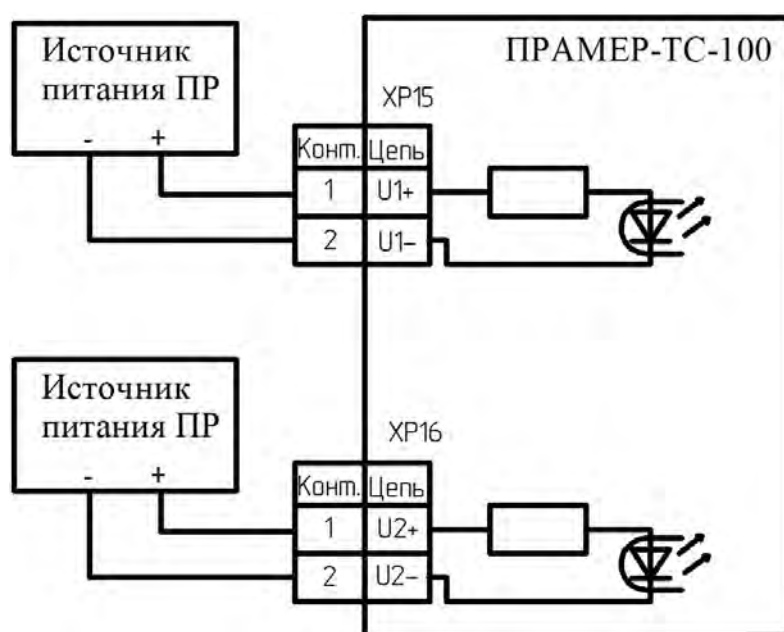 Источник
питания ПР
- +
ПРАМЕР-ТС-100
XP15
Конт. Цепь
1 U1+
2 U1-
Источник
питания ПР
- +
XP16
Конт. Цепь
1 U2+
2 U2-